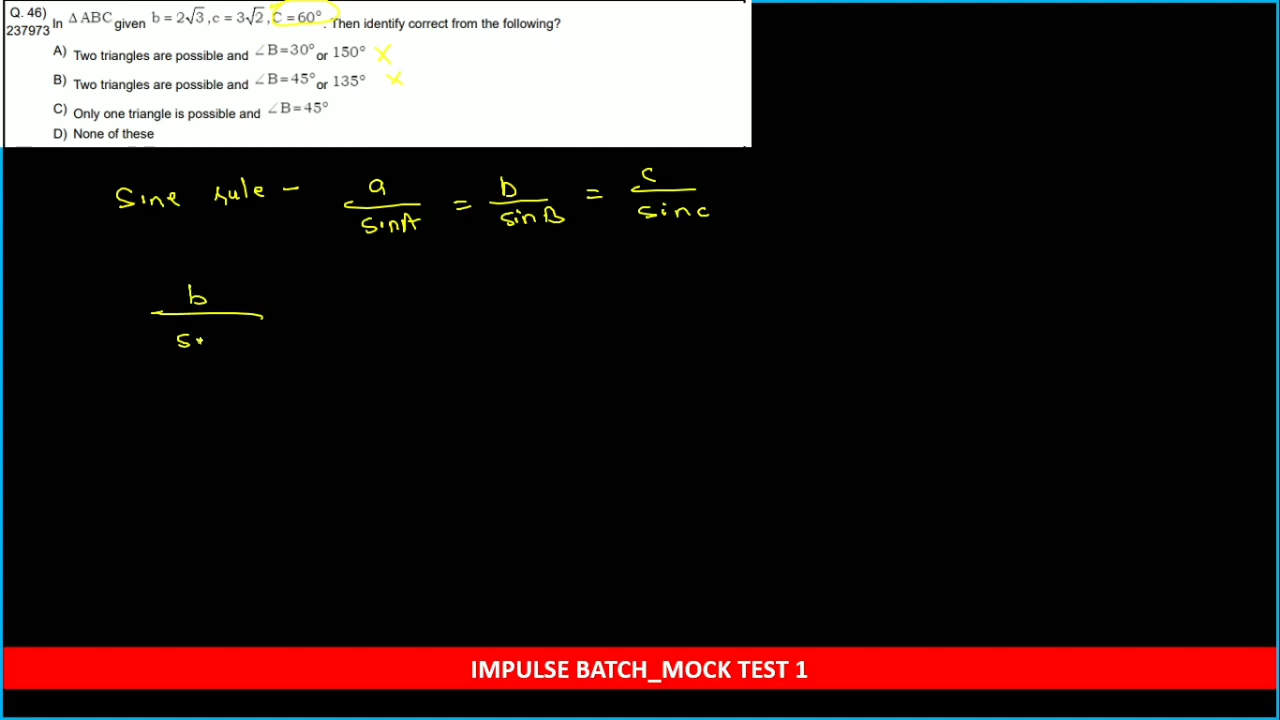 Q. 46)
237973 In Δ ABC given b = 2√3 , c = 3√2 , C = 60° . Then identify correct from the following?
A) Two triangles are possible and ∠B = 30° or 150° X
B) Two triangles are possible and ∠B = 45° or 135° X
C) Only one triangle is possible and ∠B = 45°
D) None of these
Sine rule – a/sinA = b/sinB = c/sinc
b
s
IMPULSE BATCH_MOCK TEST 1